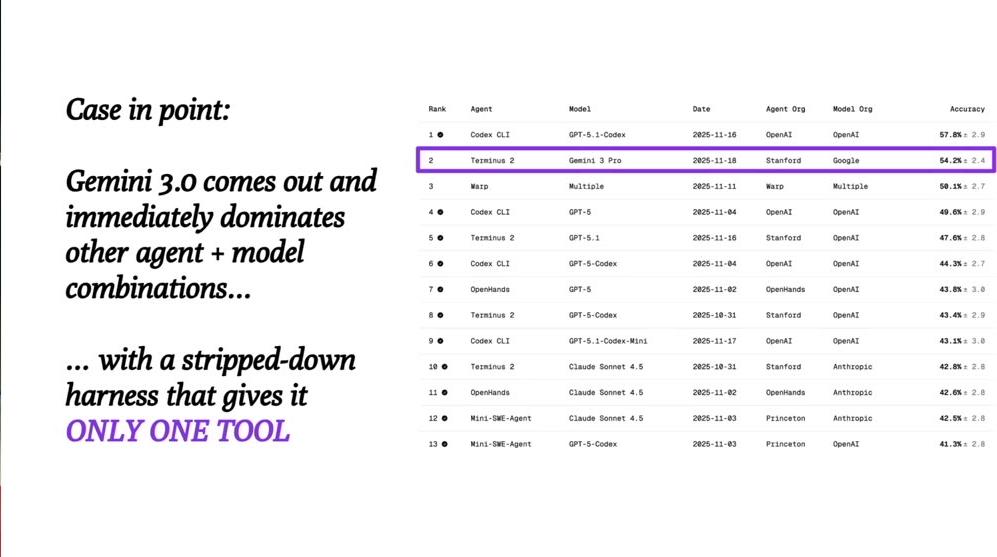 Case in point:
Gemini 3.0 comes out and
immediately dominates
other agent + model
combinations...
... with a stripped-down
harness that gives it
ONLY ONE TOOL
Rank Agent Model Date Agent Org Model Org Accuracy
1 Codex CLI GPT-5.1-Codex 2025-11-16 OpenAI OpenAI 57.8% ± 2.9
2 Terminus 2 Gemini 3 Pro 2025-11-18 Stanford Google 54.2% ± 2.4
3 Warp Multiple 2025-11-11 Warp Multiple 50.1% ± 2.7
4 Codex CLI GPT-5 2025-11-04 OpenAI OpenAI 49.6% ± 2.9
5 Terminus 2 GPT-5.1 2025-11-16 Stanford OpenAI 47.6% ± 2.8
6 Codex CLI GPT-5-Codex 2025-11-04 OpenAI OpenAI 44.3% ± 2.7
7 OpenHands GPT-5 2025-11-02 OpenHands OpenAI 43.8% ± 3.0
8 Terminus 2 GPT-5-Codex 2025-10-31 Stanford OpenAI 43.4% ± 2.9
9 Codex CLI GPT-5.1-Codex-Mini 2025-11-17 OpenAI OpenAI 43.1% ± 3.0
10 Terminus 2 Claude Sonnet 4.5 2025-10-31 Stanford Anthropic 42.8% ± 2.8
11 OpenHands Claude Sonnet 4.5 2025-11-02 OpenHands Anthropic 42.6% ± 2.8
12 Mini-SWE-Agent Claude Sonnet 4.5 2025-11-03 Princeton Anthropic 42.5% ± 2.8
13 Mini-SWE-Agent GPT-5-Codex 2025-11-03 Princeton OpenAI 41.3% ± 2.8